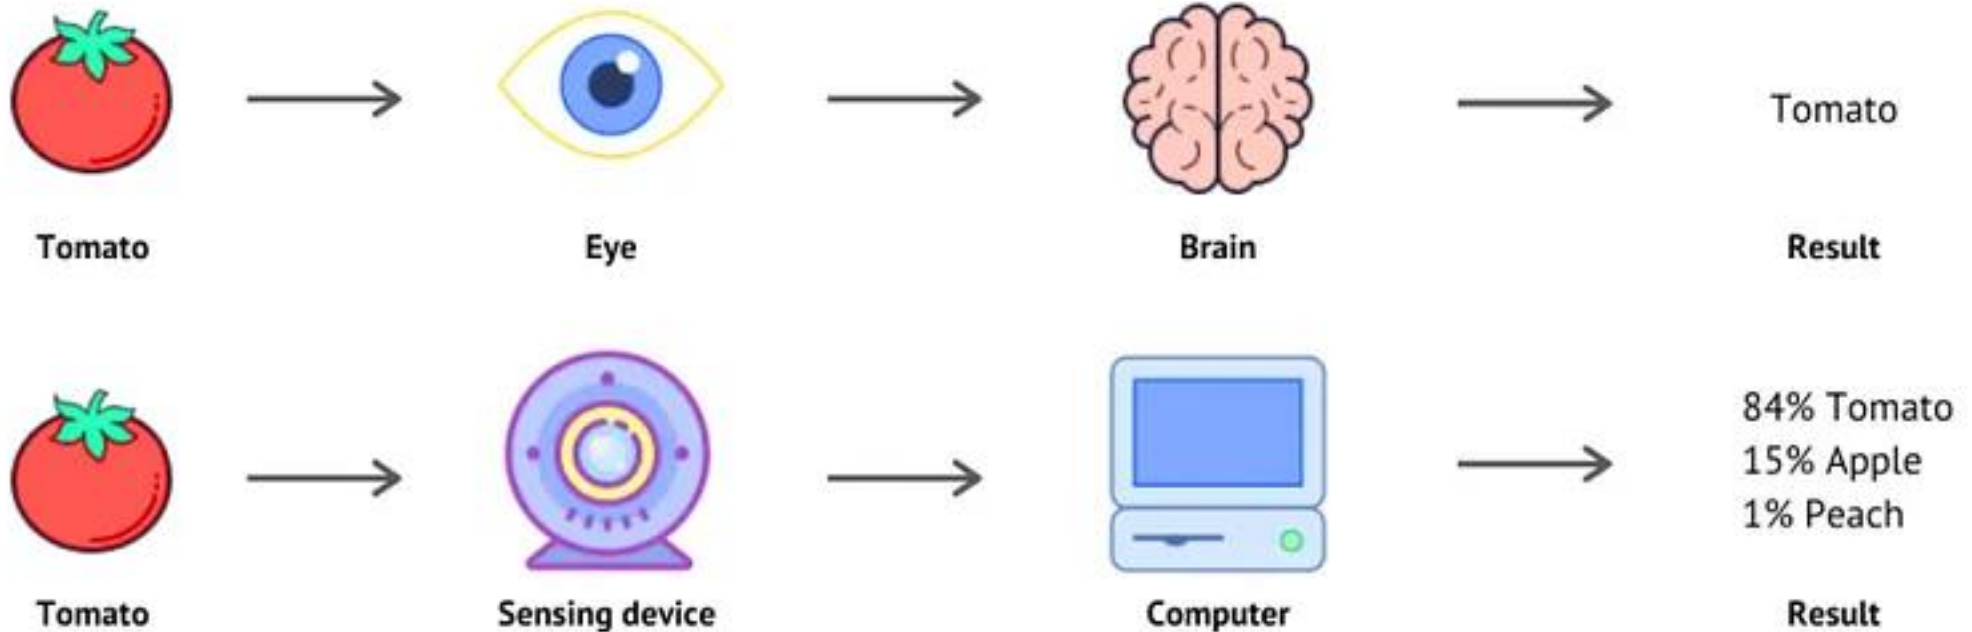 Tomato
Tomato Eye Brain Result
84% Tomato
15% Apple
1% Peach
Tomato Sensing device Computer Result